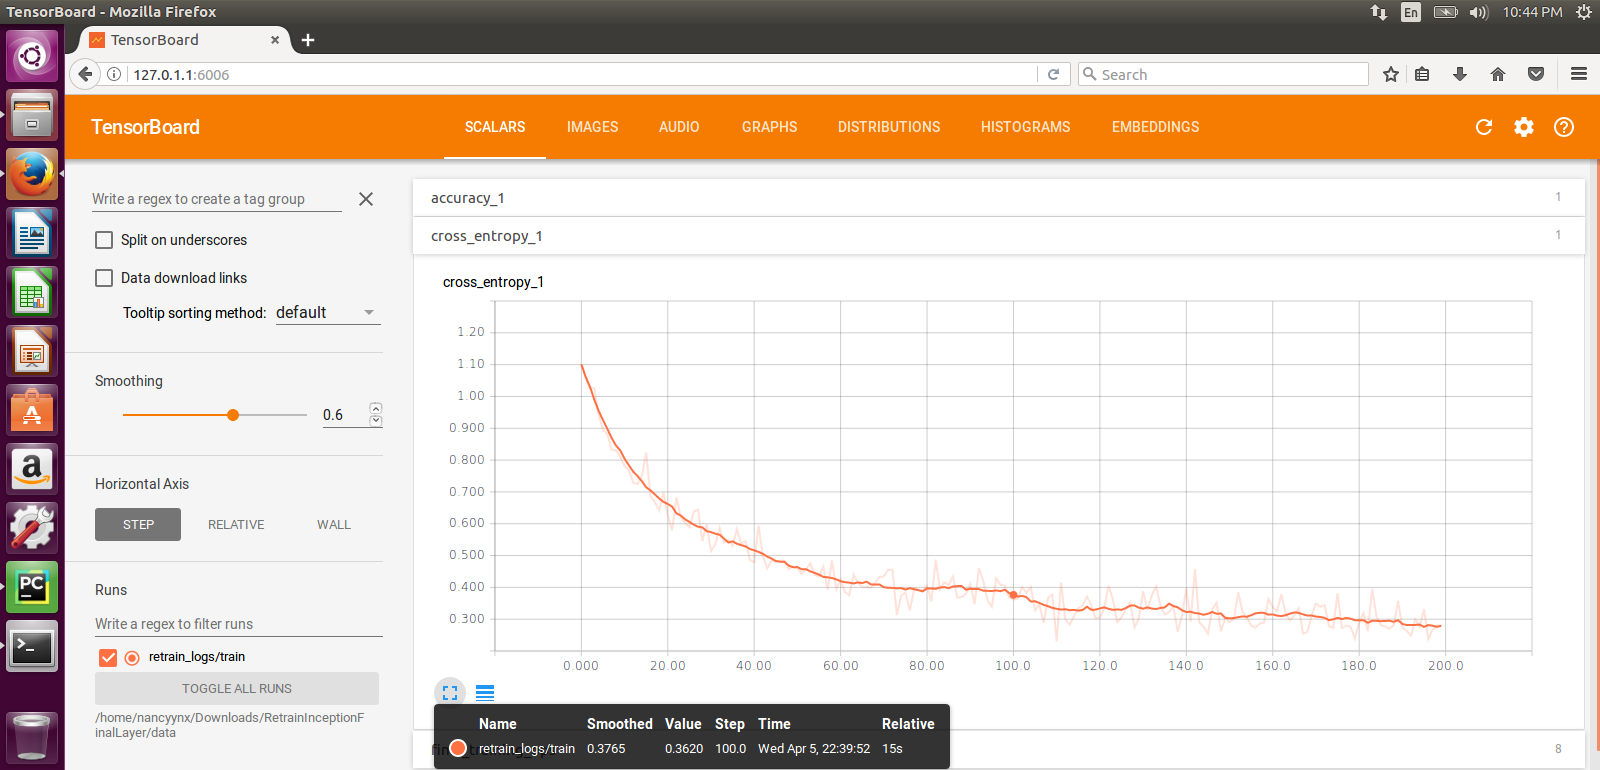 TensorBoard - Mozilla Firefox
En
10:44 PM
TensorBoard
127.0.1.1:6006
Search
TensorBoard
SCALARS IMAGES AUDIO GRAPHS DISTRIBUTIONS HISTOGRAMS EMBEDDINGS
Write a regex to create a tag group
Split on underscores
Data download links
Tooltip sorting method: default
Smoothing
0.6
Horizontal Axis
STEP RELATIVE WALL
Runs
Write a regex to filter runs
retrain_logs/train
TOGGLE ALL RUNS
/home/nancyynx/Downloads/RetrainInceptionF
inalLayer/data
accuracy_1 1
cross_entropy_1 1
cross_entropy_1
1.20
1.10
1.00
0.900
0.800
0.700
0.600
0.500
0.400
0.300
0.000 20.00 40.00 60.00 80.00 100.0 120.0 140.0 160.0 180.0 200.0
Name Smoothed Value Step Time Relative
retrain_logs/train 0.3765 0.3620 100.0 Wed Apr 5, 22:39:52 15s
8
PC
a